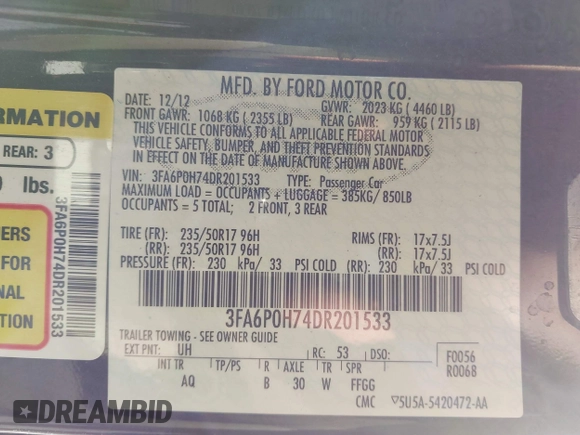 MFD. BY FORD MOTOR CO.
12/12 GVWR: 2023 KG ( 4460 LB)
FRONT GAWR: 1068 KG ( 2355 LB) REAR GAWR: 959 KG ( 2115 LB)
THIS VEHICLE CONFORMS TO ALL APPLICABLE FEDERAL MOTOR
VEHICLE SAFETY, BUMPER, AND THEFT PREVENTION STANDARDS
IN EFFECT ON THE DATE OF MANUFACTURE SHOWN ABOVE.
VIN: 3FA6P0H74DR201533 TYPE: Passenger Car
MAXIMUM LOAD = OCCUPANTS + LUGGAGE = 385KG/ 850LB
OCCUPANTS = 5 TOTAL; 2 FRONT, 3 REAR
TIRE (FR): 235/50R17 96H RIMS (FR): 17x7.5J
(RR): 235/50R17 96H (RR): 17x7.5J
PRESSURE (FR): 230 kPa/ 33 PSI COLD (RR): 230 kPa/ 33 PSI COLD
3FA6P0H74DR201533
TRAILER TOWING - SEE OWNER GUIDE
EXT PNT: UH RC: 53 DSO: F0056
INT TR TP/PS R AXLE TR SPR R0068
AQ B 30 W FFGG
CMC 5U5A-5420472-AA
RMATION
REAR: 3
lbs.
ERS
FOR
NAL
3FA6P0H74DR201533
DREAMBID